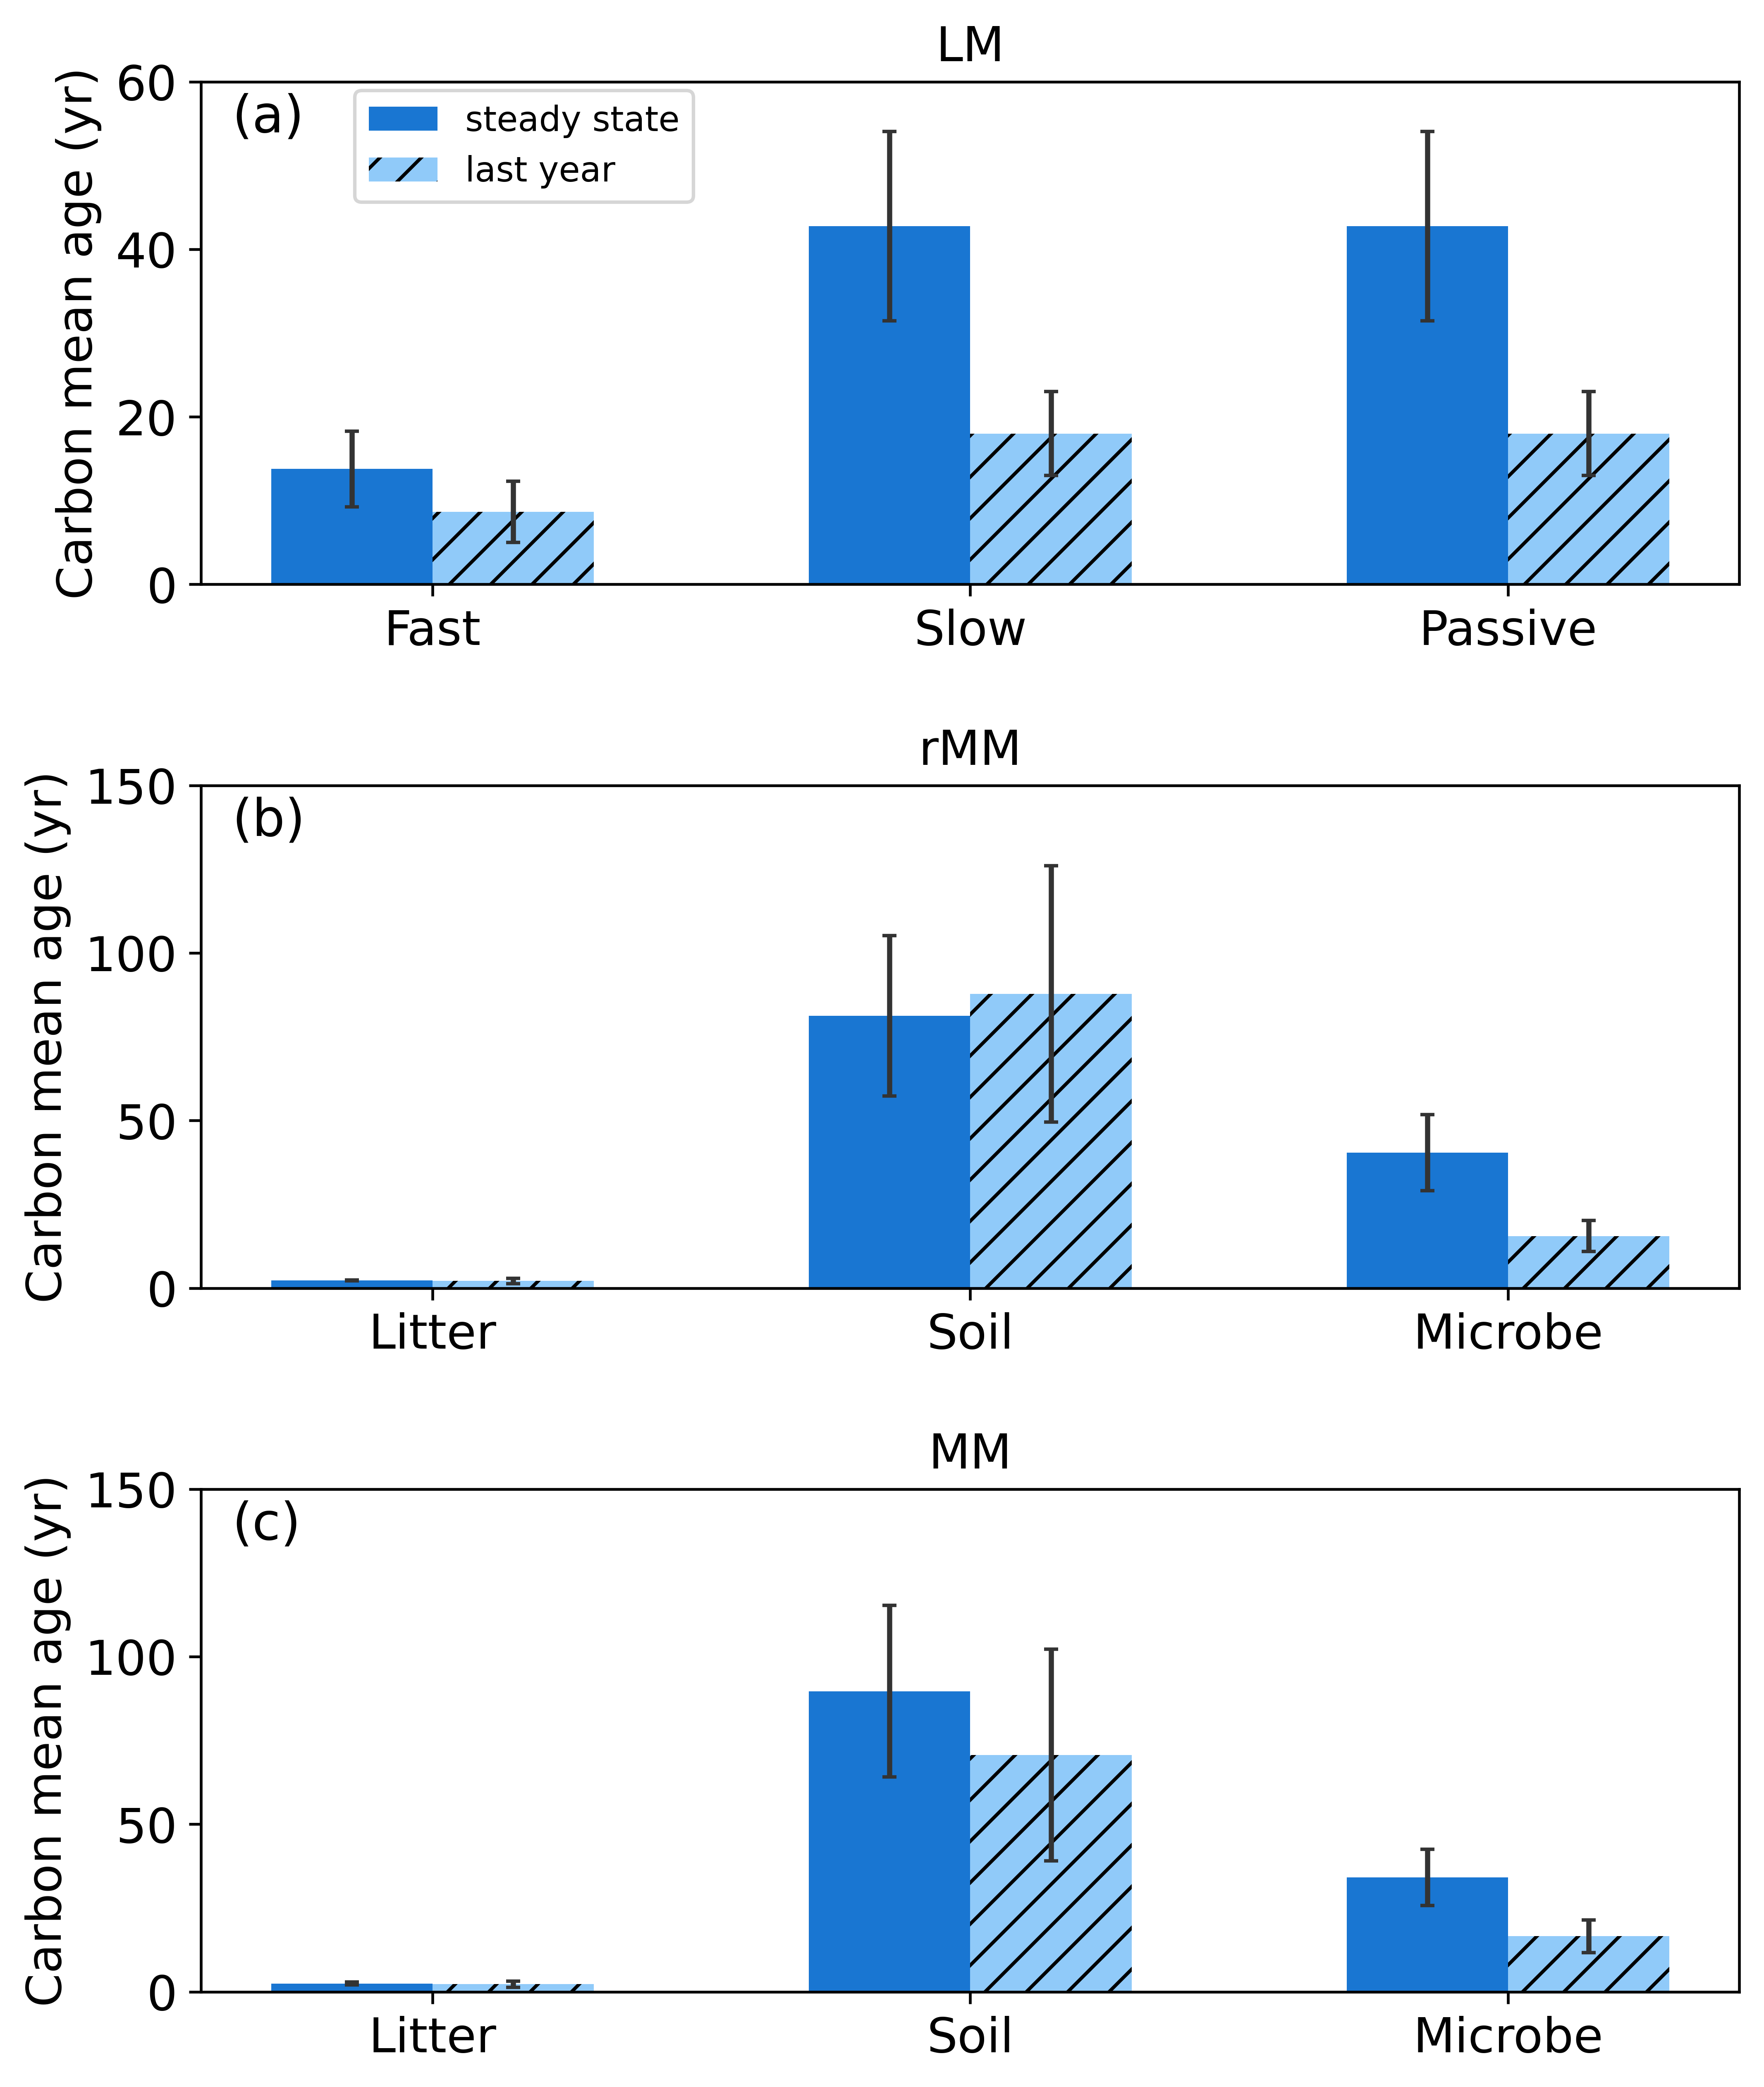 LM
Carbon mean age (yr)
60
40
20
0
(a)
steady state
last year
Fast Slow Passive
rMM
Carbon mean age (yr)
150
100
50
0
(b)
Litter Soil Microbe
MM
Carbon mean age (yr)
150
100
50
0
(c)
Litter Soil Microbe